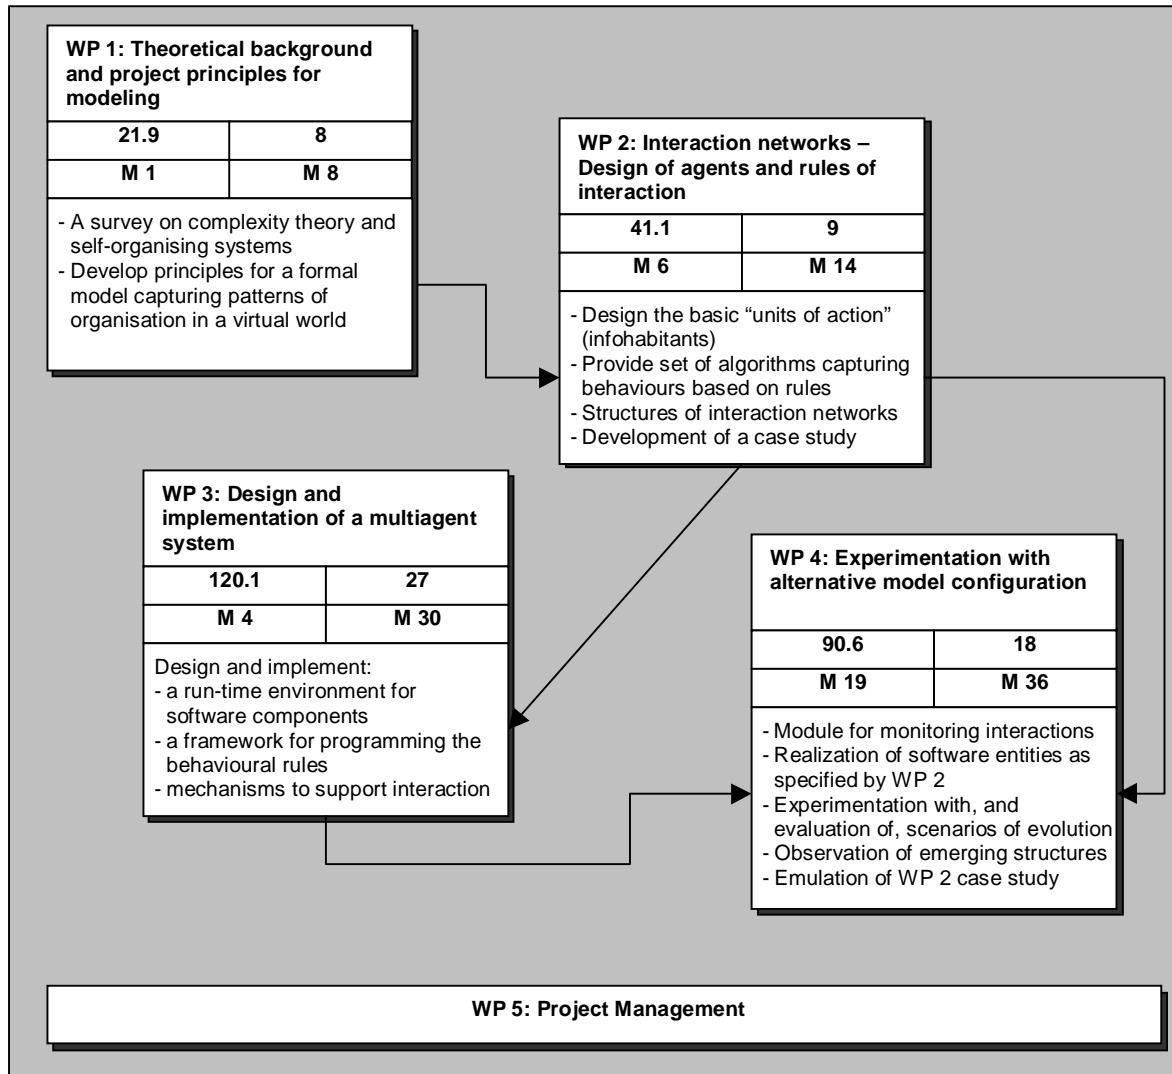 WP 1: Theoretical background
and project principles for
modeling
21.9 8
M 1 M 8
- A survey on complexity theory and
self-organising systems
- Develop principles for a formal
model capturing patterns of
organisation in a virtual world
WP 2: Interaction networks –
Design of agents and rules of
interaction
41.1 9
M 6 M 14
- Design the basic “units of action”
(infohabitants)
- Provide set of algorithms capturing
behaviours based on rules
- Structures of interaction networks
- Development of a case study
WP 3: Design and
implementation of a multiagent
system
120.1 27
M 4 M 30
Design and implement:
- a run-time environment for
software components
- a framework for programming the
behavioural rules
- mechanisms to support interaction
WP 4: Experimentation with
alternative model configuration
90.6 18
M 19 M 36
- Module for monitoring interactions
- Realization of software entities as
specified by WP 2
- Experimentation with, and
evaluation of, scenarios of evolution
- Observation of emerging structures
- Emulation of WP 2 case study
WP 5: Project Management